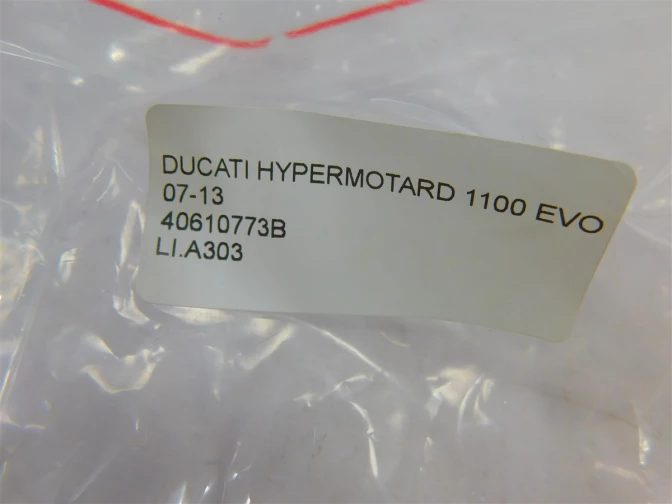 DUCATI HYPERMOTARD 1100 EVO
07-13
40610773B
LI.A303